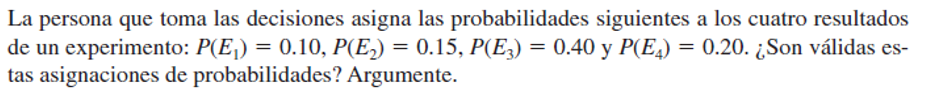 La persona que toma las decisiones asigna las probabilidades siguientes a los cuatro resultados
de un experimento: P(E₁) = 0.10, P(E₂) = 0.15, P(E₃) = 0.40 y P(E₄) = 0.20. ¿Son válidas es-
tas asignaciones de probabilidades? Argumente.